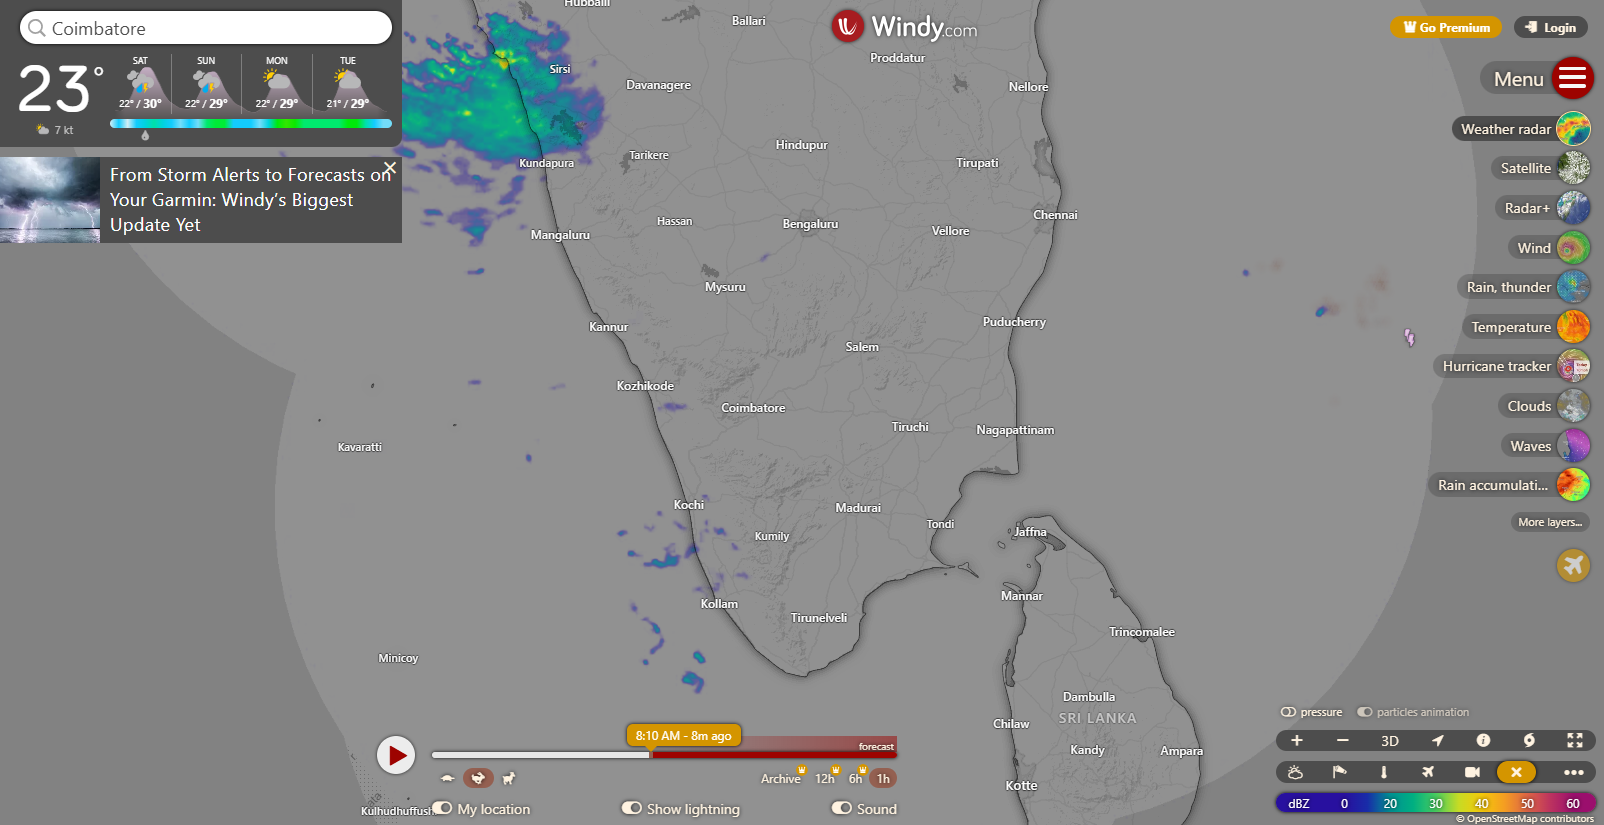 Coimbatore
23°
7 kt
SAT
22° / 30°
SUN
22° / 29°
MON
22° / 29°
TUE
21° / 29°
From Storm Alerts to Forecasts on
Your Garmin: Windy’s Biggest
Update Yet
Windy.com
Go Premium
Login
Menu
Weather radar
Satellite
Radar+
Wind
Rain, thunder
Temperature
Hurricane tracker
Clouds
Waves
Rain accumulati...
More layers...
Hubballi
Ballari
Proddatur
Sirsi
Davanagere
Nellore
Kundapura
Tarikere
Hindupur
Tirupati
Mangaluru
Hassan
Bengaluru
Vellore
Chennai
Mysuru
Kannur
Puducherry
Salem
Kozhikode
Coimbatore
Tiruchi
Nagapattinam
Kavaratti
Kochi
Madurai
Tondi
Jaffna
Kumily
Mannar
Kollam
Tirunelveli
Trincomalee
Minicoy
Dambulla
SRI LANKA
Chilaw
Kandy
Ampara
Kotte
Kulhudhuffush
8:10 AM - 8m ago
forecast
Archive
12h
6h
1h
My location
Show lightning
Sound
pressure
particles animation
3D
dBZ
0
20
30
40
50
60
© OpenStreetMap contributors